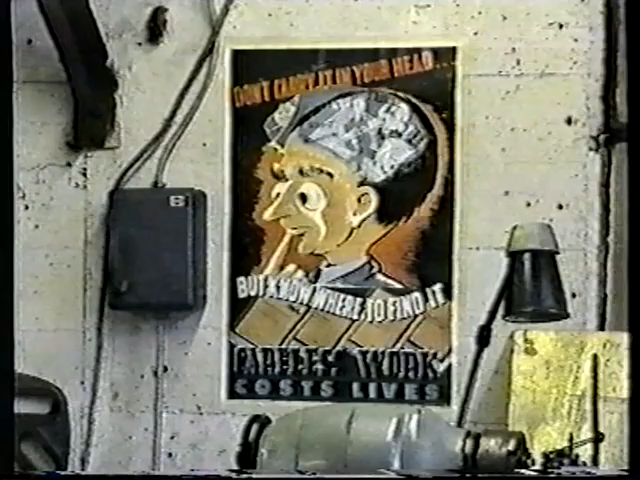 DON'T CARRY IT IN YOUR HEAD...
BUT KNOW WHERE TO FIND IT
CARELESS WORK
COSTS LIVES
B